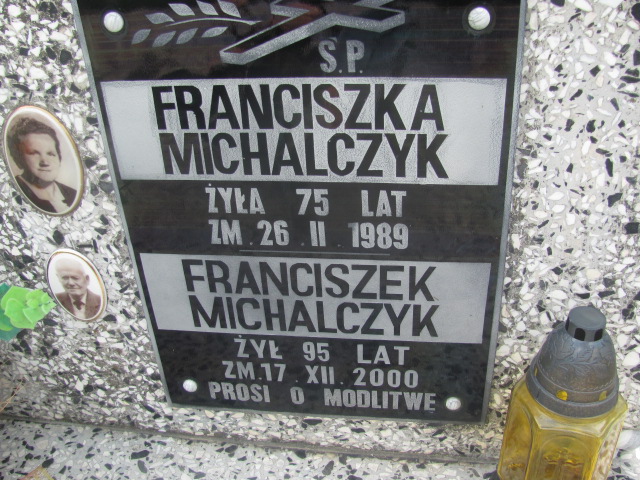 Ś.P.
FRANCISZKA
MICHALCZYK
ŻYŁA 75 LAT
ZM. 26. II. 1989
FRANCISZEK
MICHALCZYK
ŻYŁ 95 LAT
ZM. 17. XII. 2000
PROSI O MODLITWE